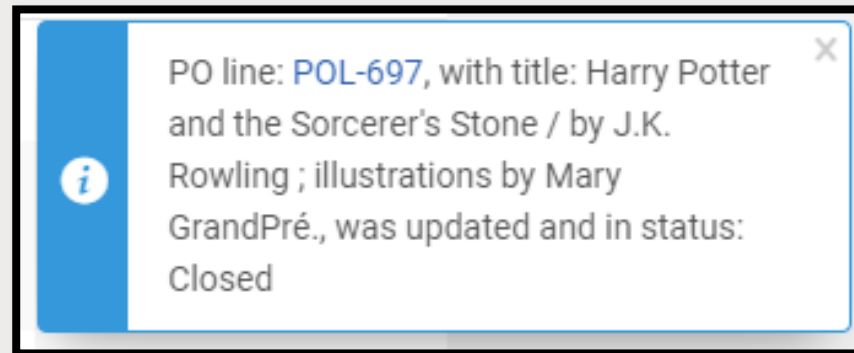 PO line: POL-697, with title: Harry Potter
and the Sorcerer's Stone / by J.K.
Rowling ; illustrations by Mary
GrandPré., was updated and in status:
Closed